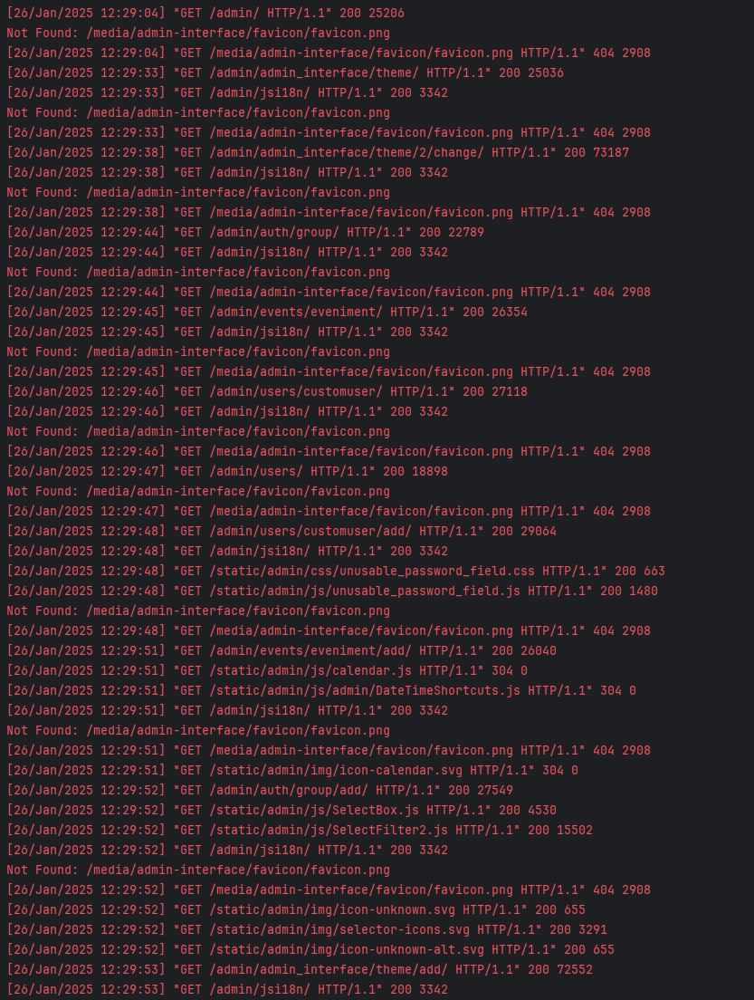 [26/Jan/2025 12:29:04] "GET /admin/ HTTP/1.1" 200 25206
Not Found: /media/admin-interface/favicon/favicon.png
[26/Jan/2025 12:29:04] "GET /media/admin-interface/favicon/favicon.png HTTP/1.1" 404 2908
[26/Jan/2025 12:29:33] "GET /admin/admin_interface/theme/ HTTP/1.1" 200 25036
[26/Jan/2025 12:29:33] "GET /admin/jsi18n/ HTTP/1.1" 200 3342
Not Found: /media/admin-interface/favicon/favicon.png
[26/Jan/2025 12:29:33] "GET /media/admin-interface/favicon/favicon.png HTTP/1.1" 404 2908
[26/Jan/2025 12:29:38] "GET /admin/admin_interface/theme/2/change/ HTTP/1.1" 200 73187
[26/Jan/2025 12:29:38] "GET /admin/jsi18n/ HTTP/1.1" 200 3342
Not Found: /media/admin-interface/favicon/favicon.png
[26/Jan/2025 12:29:38] "GET /media/admin-interface/favicon/favicon.png HTTP/1.1" 404 2908
[26/Jan/2025 12:29:44] "GET /admin/auth/group/ HTTP/1.1" 200 22789
[26/Jan/2025 12:29:44] "GET /admin/jsi18n/ HTTP/1.1" 200 3342
Not Found: /media/admin-interface/favicon/favicon.png
[26/Jan/2025 12:29:44] "GET /media/admin-interface/favicon/favicon.png HTTP/1.1" 404 2908
[26/Jan/2025 12:29:45] "GET /admin/events/eveniment/ HTTP/1.1" 200 26354
[26/Jan/2025 12:29:45] "GET /admin/jsi18n/ HTTP/1.1" 200 3342
Not Found: /media/admin-interface/favicon/favicon.png
[26/Jan/2025 12:29:45] "GET /media/admin-interface/favicon/favicon.png HTTP/1.1" 404 2908
[26/Jan/2025 12:29:46] "GET /admin/users/customuser/ HTTP/1.1" 200 27118
[26/Jan/2025 12:29:46] "GET /admin/jsi18n/ HTTP/1.1" 200 3342
Not Found: /media/admin-interface/favicon/favicon.png
[26/Jan/2025 12:29:46] "GET /media/admin-interface/favicon/favicon.png HTTP/1.1" 404 2908
[26/Jan/2025 12:29:47] "GET /admin/users/ HTTP/1.1" 200 18898
Not Found: /media/admin-interface/favicon/favicon.png
[26/Jan/2025 12:29:47] "GET /media/admin-interface/favicon/favicon.png HTTP/1.1" 404 2908
[26/Jan/2025 12:29:48] "GET /admin/users/customuser/add/ HTTP/1.1" 200 29064
[26/Jan/2025 12:29:48] "GET /admin/jsi18n/ HTTP/1.1" 200 3342
[26/Jan/2025 12:29:48] "GET /static/admin/css/unusable_password_field.css HTTP/1.1" 200 663
[26/Jan/2025 12:29:48] "GET /static/admin/js/unusable_password_field.js HTTP/1.1" 200 1480
Not Found: /media/admin-interface/favicon/favicon.png
[26/Jan/2025 12:29:48] "GET /media/admin-interface/favicon/favicon.png HTTP/1.1" 404 2908
[26/Jan/2025 12:29:51] "GET /admin/events/eveniment/add/ HTTP/1.1" 200 26040
[26/Jan/2025 12:29:51] "GET /static/admin/js/calendar.js HTTP/1.1" 304 0
[26/Jan/2025 12:29:51] "GET /static/admin/js/admin/DateTimeShortcuts.js HTTP/1.1" 304 0
[26/Jan/2025 12:29:51] "GET /admin/jsi18n/ HTTP/1.1" 200 3342
Not Found: /media/admin-interface/favicon/favicon.png
[26/Jan/2025 12:29:51] "GET /media/admin-interface/favicon/favicon.png HTTP/1.1" 404 2908
[26/Jan/2025 12:29:51] "GET /static/admin/img/icon-calendar.svg HTTP/1.1" 304 0
[26/Jan/2025 12:29:52] "GET /admin/auth/group/add/ HTTP/1.1" 200 27549
[26/Jan/2025 12:29:52] "GET /static/admin/js/SelectBox.js HTTP/1.1" 200 4530
[26/Jan/2025 12:29:52] "GET /static/admin/js/SelectFilter2.js HTTP/1.1" 200 15502
[26/Jan/2025 12:29:52] "GET /admin/jsi18n/ HTTP/1.1" 200 3342
Not Found: /media/admin-interface/favicon/favicon.png
[26/Jan/2025 12:29:52] "GET /media/admin-interface/favicon/favicon.png HTTP/1.1" 404 2908
[26/Jan/2025 12:29:52] "GET /static/admin/img/icon-unknown.svg HTTP/1.1" 200 655
[26/Jan/2025 12:29:52] "GET /static/admin/img/selector-icons.svg HTTP/1.1" 200 3291
[26/Jan/2025 12:29:52] "GET /static/admin/img/icon-unknown-alt.svg HTTP/1.1" 200 655
[26/Jan/2025 12:29:53] "GET /admin/admin_interface/theme/add/ HTTP/1.1" 200 72552
[26/Jan/2025 12:29:53] "GET /admin/jsi18n/ HTTP/1.1" 200 3342